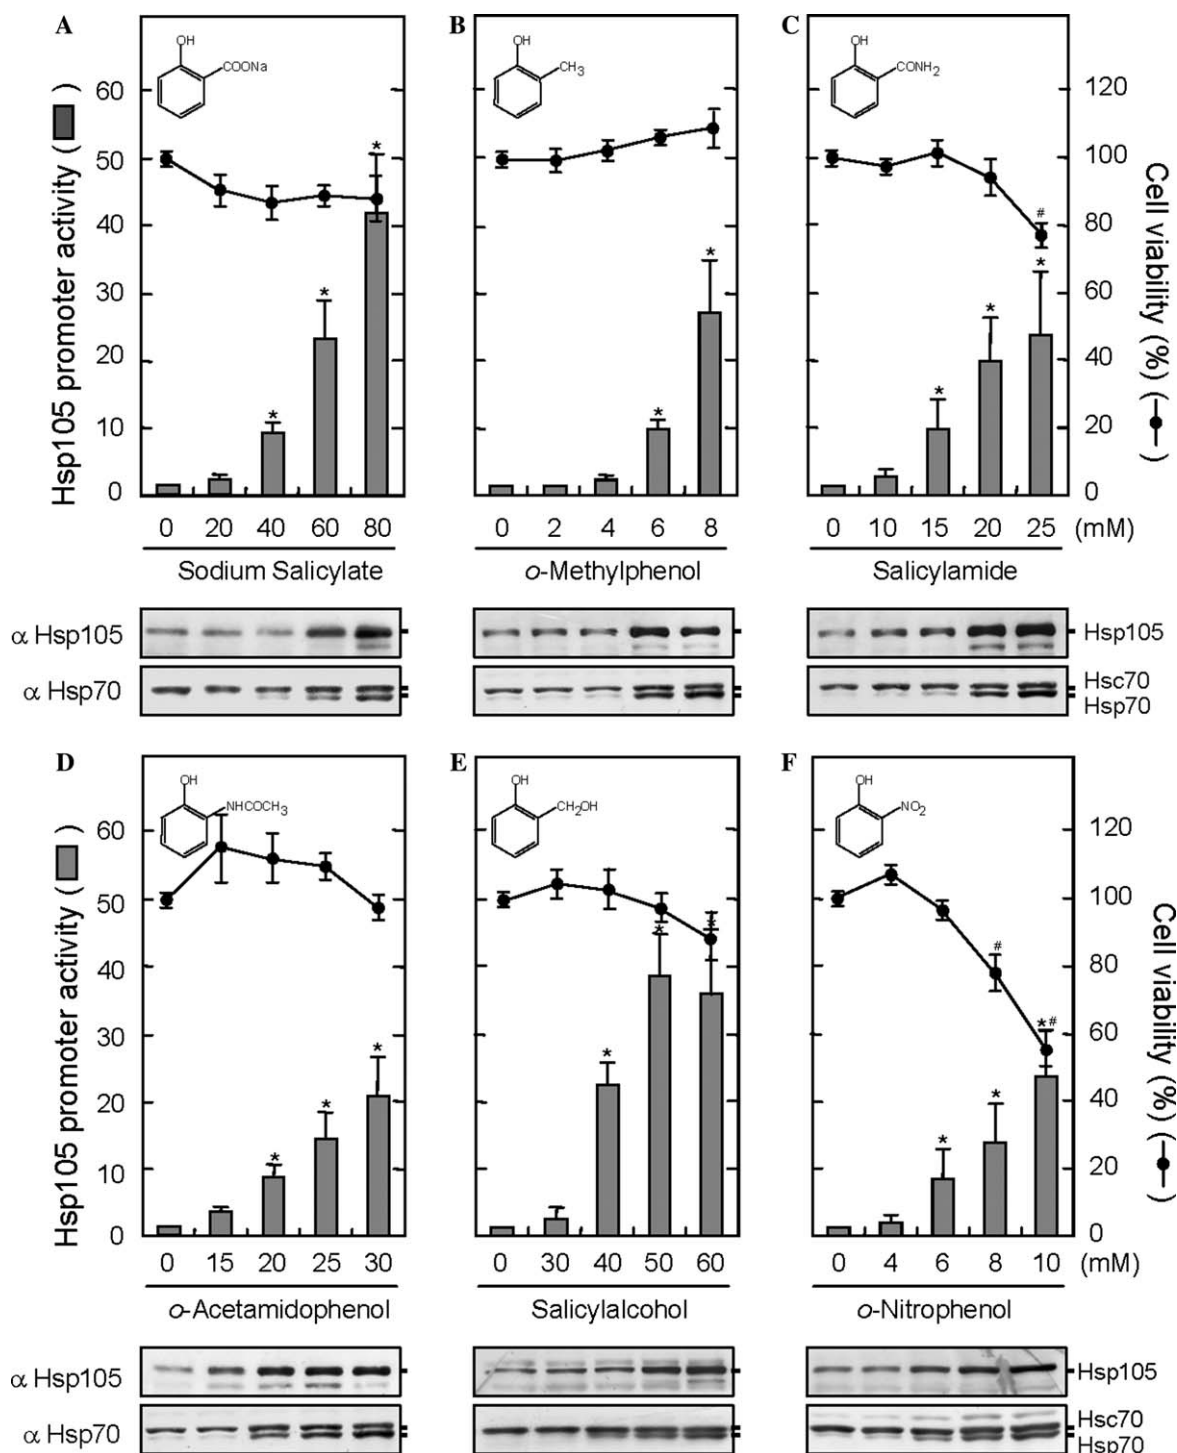 A B C
OH OH OH
COONa CH3 CONH2
60 120
50 100
40 80
30 60
20 40
10 20
0 0
Hsp105 promoter activity ( )
Cell viability (%) ( )
* * *
* *
* * *
# * * * *
0 20 40 60 80 0 2 4 6 8 0 10 15 20 25 (mM)
Sodium Salicylate o-Methylphenol Salicylamide
α Hsp105 Hsp105
α Hsp70 Hsc70
Hsp70
D E F
OH OH OH
NHCOCH3 CH2OH NO2
60 120
50 100
40 80
30 60
20 40
10 20
0 0
Hsp105 promoter activity ( )
Cell viability (%) ( )
* * *
* * *
# * * * #
0 15 20 25 30 0 30 40 50 60 0 4 6 8 10 (mM)
o-Acetamidophenol Salicylalcohol o-Nitrophenol
α Hsp105 Hsp105
α Hsp70 Hsc70
Hsp70